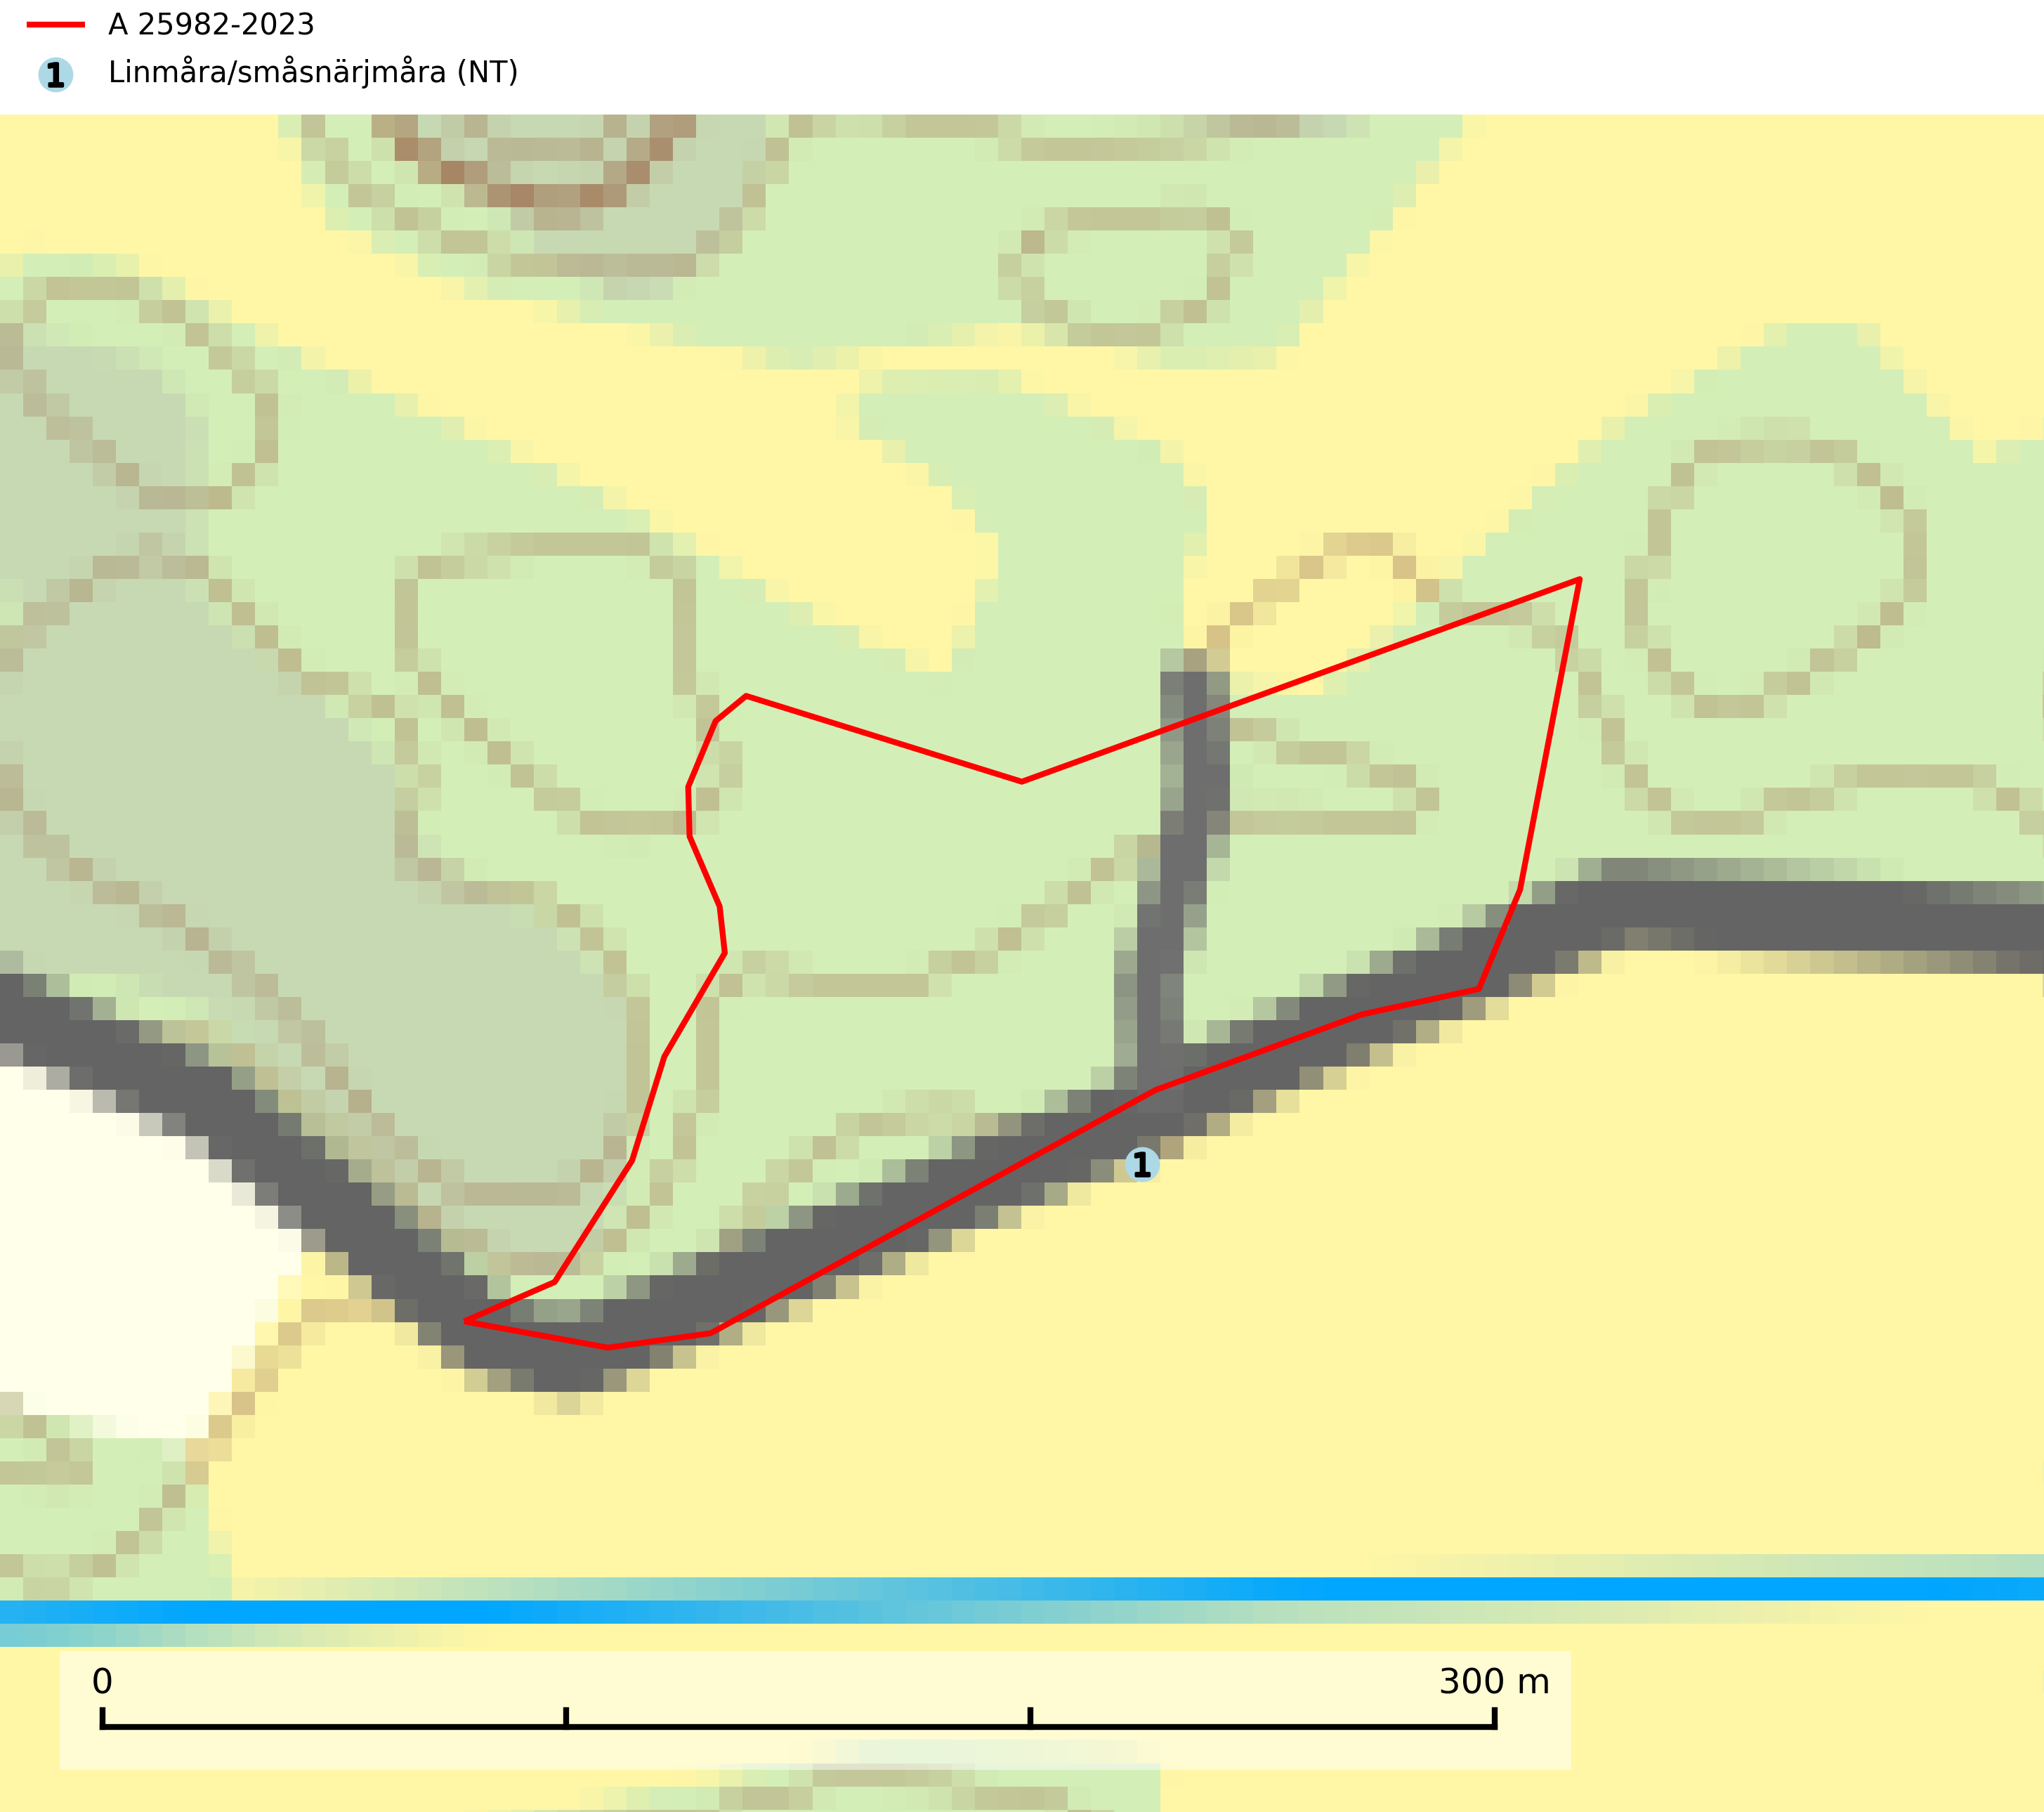 A 25982-2023
1 Linmåra/småsnärjmåra (NT)
1
0 300 m